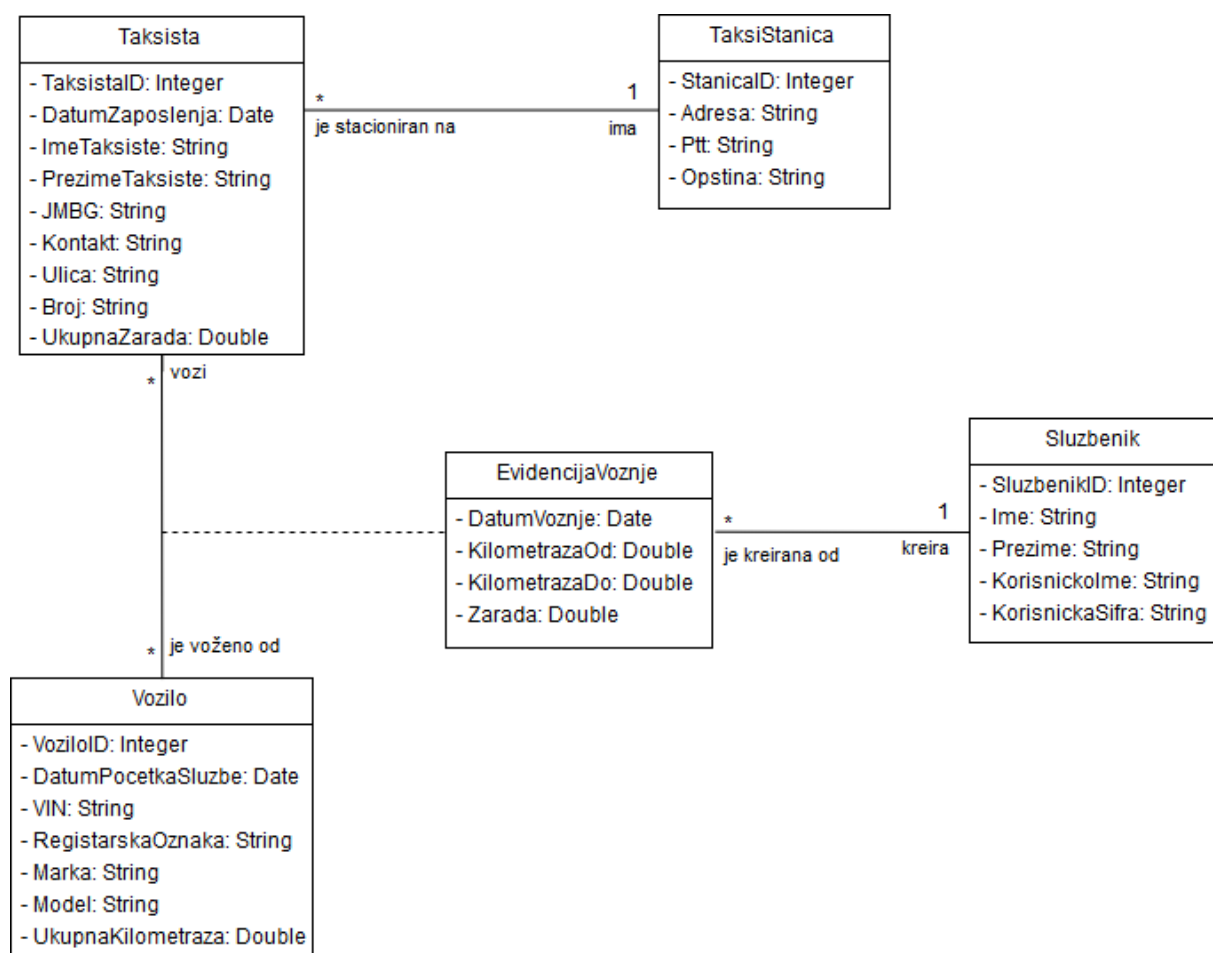 Taksista
- TaksistaID: Integer
- DatumZaposlenja: Date
- ImeTaksiste: String
- PrezimeTaksiste: String
- JMBG: String
- Kontakt: String
- Ulica: String
- Broj: String
- UkupnaZarada: Double
*
je stacioniran na
1
ima
TaksiStanica
- StanicaID: Integer
- Adresa: String
- Ptt: String
- Opstina: String
*
vozi
EvidencijaVoznje
- DatumVoznje: Date
- KilometrazaOd: Double
- KilometrazaDo: Double
- Zarada: Double
*
je kreirana od
1
kreira
Sluzbenik
- SluzbenikID: Integer
- Ime: String
- Prezime: String
- KorisnickoIme: String
- KorisnickaSifra: String
*
je voženo od
Vozilo
- VoziloID: Integer
- DatumPocetkaSluzbe: Date
- VIN: String
- RegistarskaOznaka: String
- Marka: String
- Model: String
- UkupnaKilometraza: Double